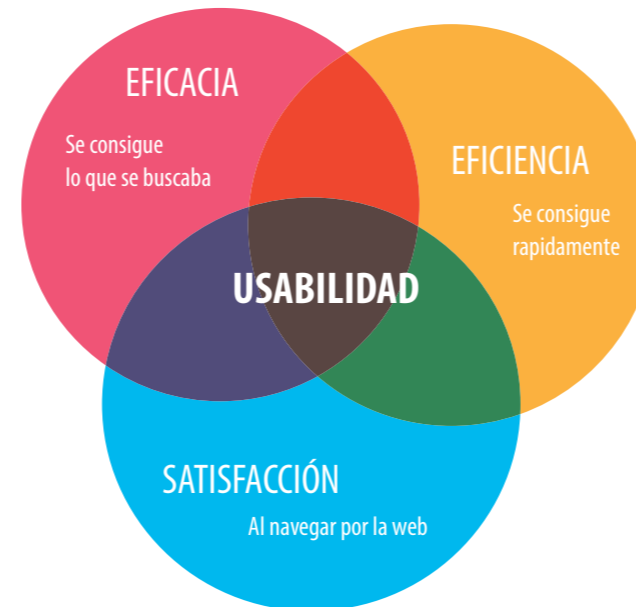 EFICACIA
Se consigue
lo que se buscaba
EFICIENCIA
Se consigue
rapidamente
USABILIDAD
SATISFACCIÓN
Al navegar por la web